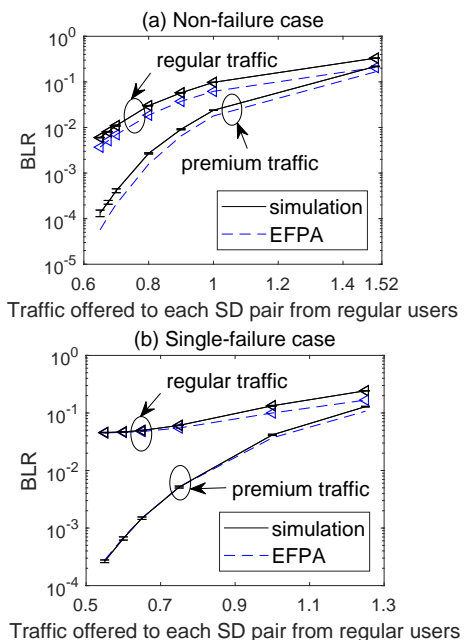 (a) Non-failure case
10^0
regular traffic
10^-1
10^-2
BLR
premium traffic
10^-3
simulation
10^-4
EFPA
10^-5
0.6 0.8 1 1.2 1.4 1.52
Traffic offered to each SD pair from regular users
(b) Single-failure case
10^0
regular traffic
10^-1
BLR
10^-2
premium traffic
10^-3
simulation
EFPA
10^-4
0.5 0.7 0.9 1.1 1.3
Traffic offered to each SD pair from regular users